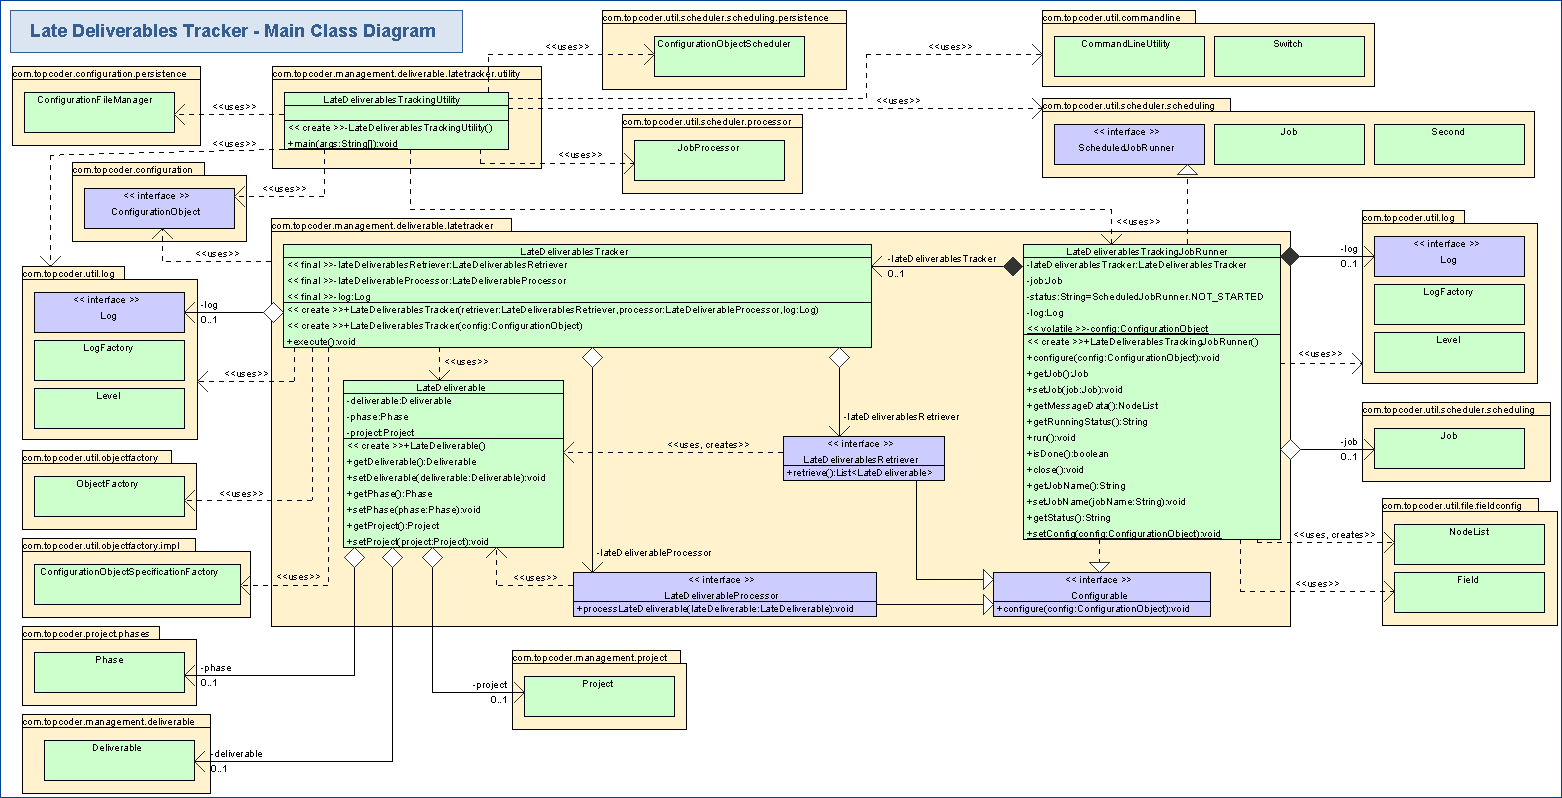 Late Deliverables Tracker - Main Class Diagram
com.topcoder.util.scheduler.scheduling.persistence
ConfigurationObjectScheduler
<<uses>>
com.topcoder.util.commandline
CommandLineUtility
Switch
<<uses>>
com.topcoder.configuration.persistence
ConfigurationFileManager
<<uses>>
com.topcoder.management.deliverable.latetracker.utility
LateDeliverablesTrackingUtility
<< create >>-LateDeliverablesTrackingUtility()
+main(args:String[]):void
<<uses>>
com.topcoder.util.scheduler.scheduling
<< interface >>
ScheduledJobRunner
Job
Second
com.topcoder.util.scheduler.processor
JobProcessor
<<uses>>
<<uses>>
com.topcoder.configuration
<< interface >>
ConfigurationObject
<<uses>>
<<uses>>
<<uses>>
com.topcoder.management.deliverable.latetracker
LateDeliverablesTracker
<< final >>-lateDeliverablesRetriever:LateDeliverablesRetriever
<< final >>-lateDeliverableProcessor:LateDeliverableProcessor
<< final >>-log:Log
<< create >>+LateDeliverablesTracker(retriever:LateDeliverablesRetriever,processor:LateDeliverableProcessor,log:Log)
<< create >>+LateDeliverablesTracker(config:ConfigurationObject)
+execute():void
-lateDeliverablesTracker
0..1
LateDeliverablesTrackingJobRunner
-lateDeliverablesTracker:LateDeliverablesTracker
-job:Job
-status:String=ScheduledJobRunner.NOT_STARTED
-log:Log
<< volatile >>-config:ConfigurationObject
<< create >>+LateDeliverablesTrackingJobRunner()
+configure(config:ConfigurationObject):void
+getJob():Job
+setJob(job:Job):void
+getMessageData():NodeList
+getRunningStatus():String
+run():void
+isDone():boolean
+close():void
+getJobName():String
+setJobName(jobName:String):void
+getStatus():String
+setConfig(config:ConfigurationObject):void
com.topcoder.util.log
<< interface >>
Log
LogFactory
Level
-log
0..1
<<uses>>
com.topcoder.util.log
<< interface >>
Log
LogFactory
Level
-log
0..1
<<uses>>
<<uses>>
LateDeliverable
-deliverable:Deliverable
-phase:Phase
-project:Project
<< create >>+LateDeliverable()
+getDeliverable():Deliverable
+setDeliverable(deliverable:Deliverable):void
+getPhase():Phase
+setPhase(phase:Phase):void
+getProject():Project
+setProject(project:Project):void
-lateDeliverablesRetriever
<<uses, creates>>
<< interface >>
LateDeliverablesRetriever
+retrieve():List<LateDeliverable>
com.topcoder.util.scheduler.scheduling
Job
-job
0..1
com.topcoder.util.objectfactory
ObjectFactory
<<uses>>
com.topcoder.util.file.fieldconfig
NodeList
Field
<<uses, creates>>
<<uses>>
com.topcoder.util.objectfactory.impl
ConfigurationObjectSpecificationFactory
<<uses>>
-lateDeliverableProcessor
<<uses>>
<< interface >>
LateDeliverableProcessor
+processLateDeliverable(lateDeliverable:LateDeliverable):void
<< interface >>
Configurable
+configure(config:ConfigurationObject):void
com.topcoder.project.phases
Phase
-phase
0..1
com.topcoder.management.project
Project
-project
0..1
com.topcoder.management.deliverable
Deliverable
-deliverable
0..1